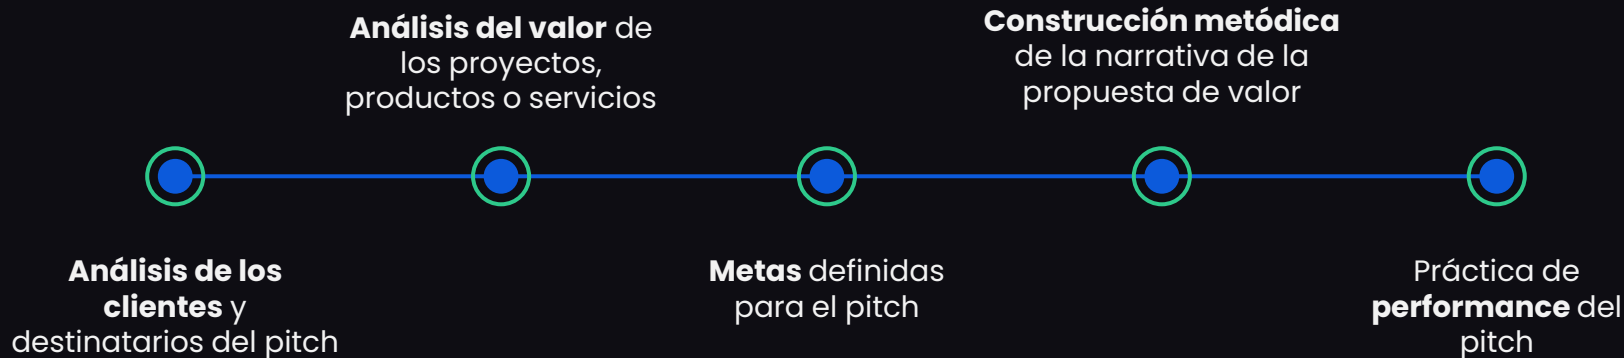 Análisis del valor de
los proyectos,
productos o servicios
Construcción metódica
de la narrativa de la
propuesta de valor
Análisis de los
clientes y
destinatarios del pitch
Metas definidas
para el pitch
Práctica de
performance del
pitch